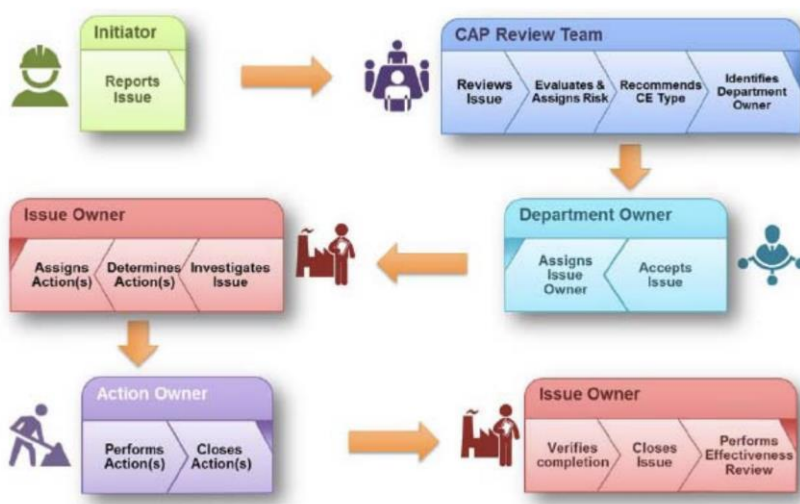 Initiator
Reports
Issue
CAP Review Team
Reviews
Issue
Evaluates &
Assigns Risk
Recommends
CE Type
Identifies
Department
Owner
Issue Owner
Assigns
Action(s)
Determines
Action(s)
Investigates
Issue
Department Owner
Assigns
Issue
Owner
Accepts
Issue
Action Owner
Performs
Action(s)
Closes
Action(s)
Issue Owner
Verifies
completion
Closes
Issue
Performs
Effectiveness
Review